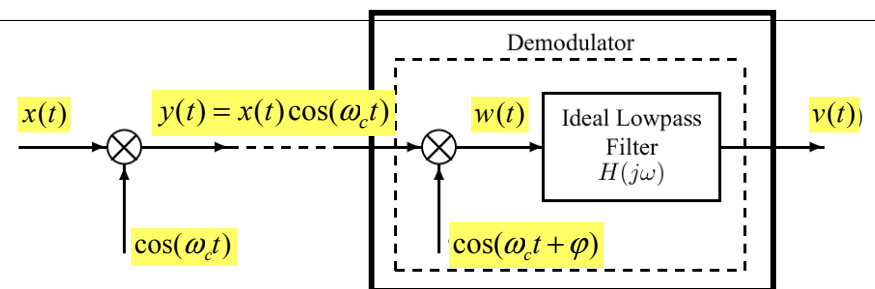 Demodulator
x(t)
y(t) = x(t)cos(ω_c t)
w(t)
Ideal Lowpass
Filter
H(jω)
v(t))
cos(ω_c t)
cos(ω_c t + φ)